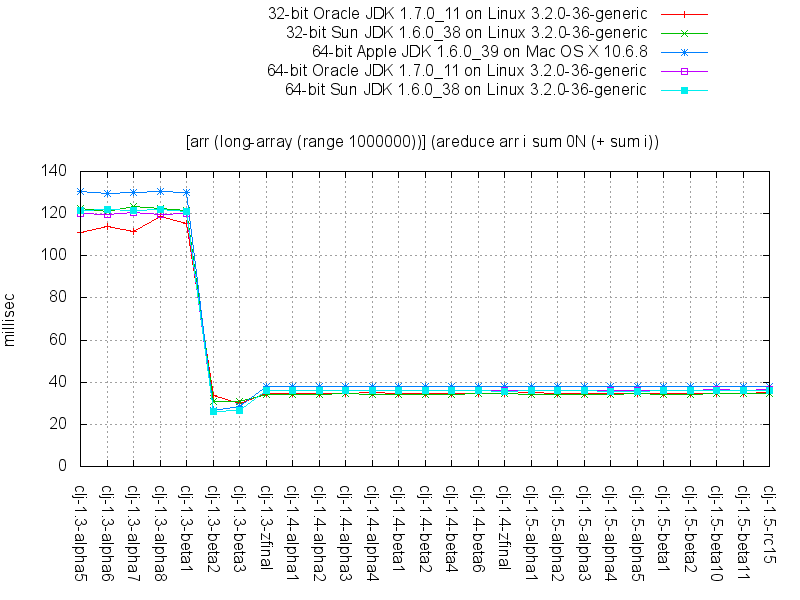 32-bit Oracle JDK 1.7.0_11 on Linux 3.2.0-36-generic
32-bit Sun JDK 1.6.0_38 on Linux 3.2.0-36-generic
64-bit Apple JDK 1.6.0_39 on Mac OS X 10.6.8
64-bit Oracle JDK 1.7.0_11 on Linux 3.2.0-36-generic
64-bit Sun JDK 1.6.0_38 on Linux 3.2.0-36-generic
[arr (long-array (range 1000000))] (areduce arr i sum 0N (+ sum i))
140
120
100
80
60
40
20
0
millisec
clj-1.3-alpha5
clj-1.3-alpha6
clj-1.3-alpha7
clj-1.3-alpha8
clj-1.3-beta1
clj-1.3-beta2
clj-1.3-beta3
clj-1.3-zfinal
clj-1.4-alpha1
clj-1.4-alpha2
clj-1.4-alpha3
clj-1.4-alpha4
clj-1.4-beta1
clj-1.4-beta2
clj-1.4-beta4
clj-1.4-beta6
clj-1.4-zfinal
clj-1.5-alpha1
clj-1.5-alpha2
clj-1.5-alpha3
clj-1.5-alpha4
clj-1.5-alpha5
clj-1.5-beta1
clj-1.5-beta2
clj-1.5-beta10
clj-1.5-beta11
clj-1.5-rc15